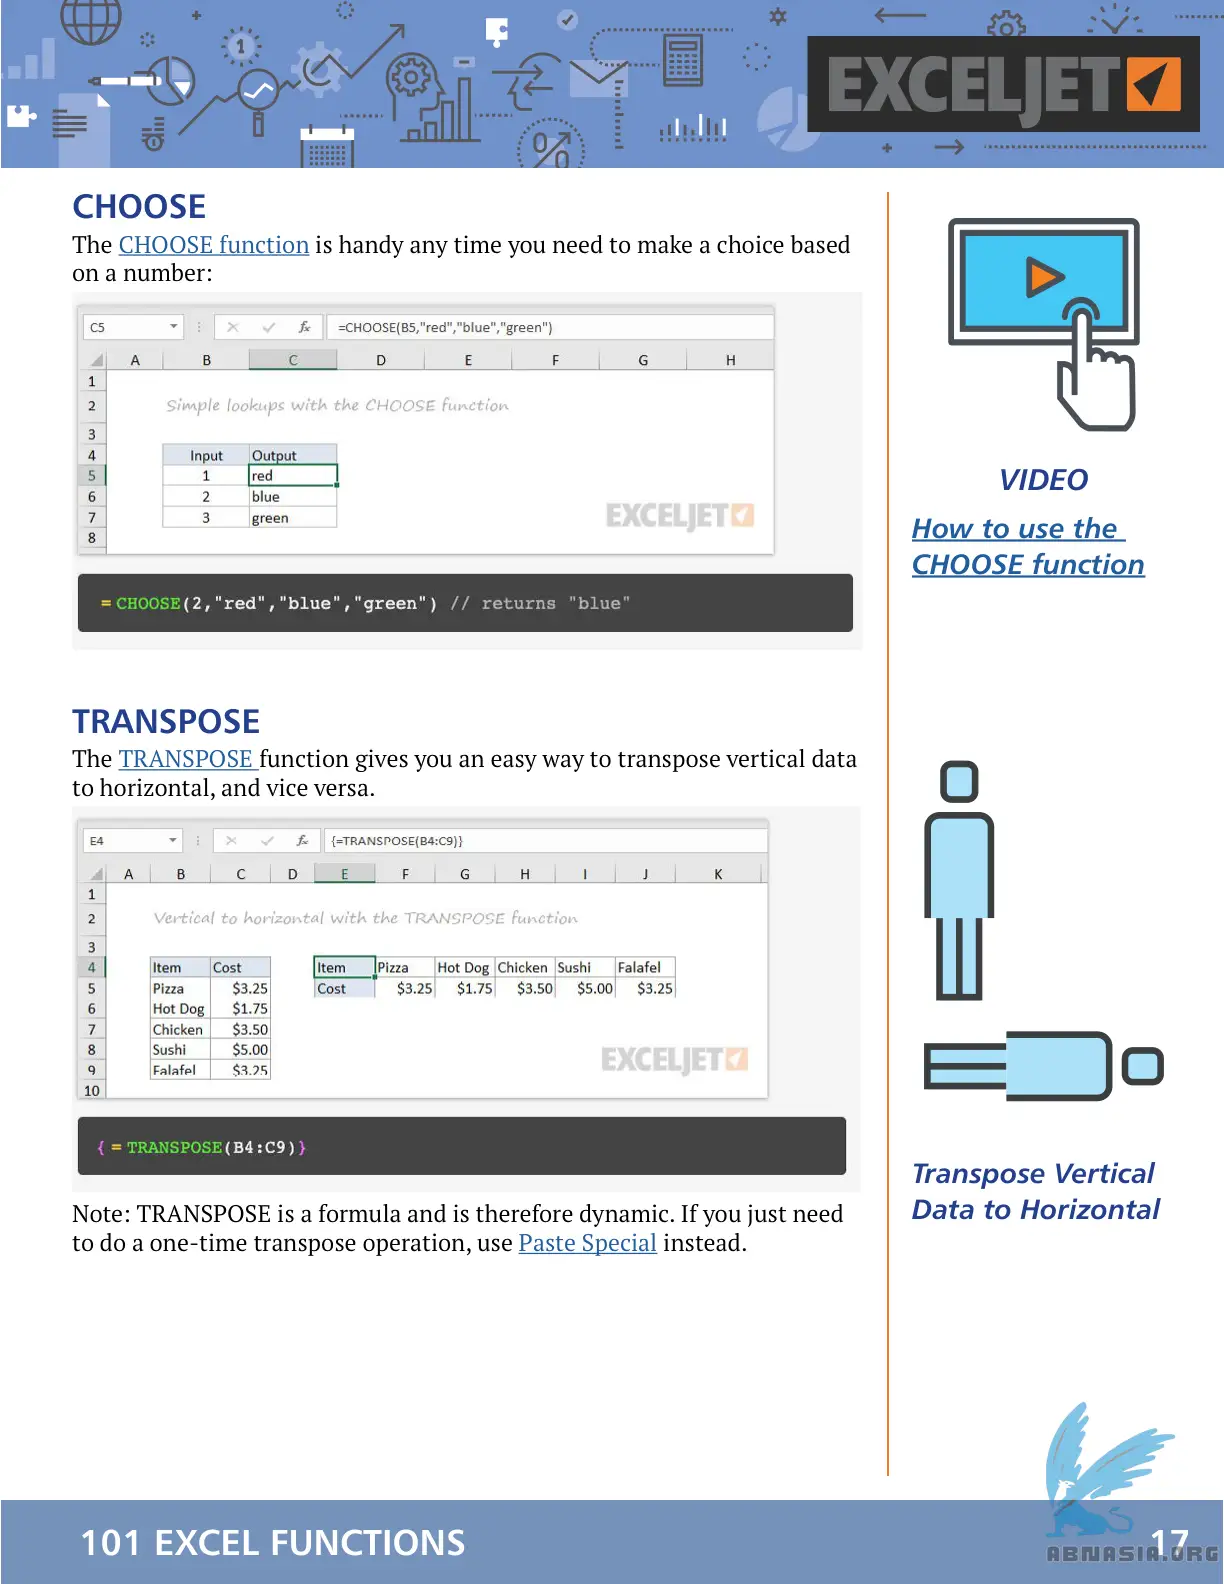 EXCELJET
CHOOSE
The CHOOSE function is handy any time you need to make a choice based
on a number:
C5 fx =CHOOSE(B5,"red","blue","green")
A B C D E F G H
1
2 Simple lookups with the CHOOSE function
3
4 Input Output
5 1 red
6 2 blue
7 3 green
8
EXCELJET
=CHOOSE(2,"red","blue","green") // returns "blue"
VIDEO
How to use the
CHOOSE function
TRANSPOSE
The TRANSPOSE function gives you an easy way to transpose vertical data
to horizontal, and vice versa.
E4 fx {=TRANSPOSE(B4:C9)}
A B C D E F G H I J K
1
2 Vertical to horizontal with the TRANSPOSE function
3
4 Item Cost Item Pizza Hot Dog Chicken Sushi Falafel
5 Pizza $3.25 Cost $3.25 $1.75 $3.50 $5.00 $3.25
6 Hot Dog $1.75
7 Chicken $3.50
8 Sushi $5.00
9 Falafel $3.25
10
EXCELJET
{=TRANSPOSE(B4:C9)}
Note: TRANSPOSE is a formula and is therefore dynamic. If you just need
to do a one-time transpose operation, use Paste Special instead.
Transpose Vertical
Data to Horizontal
101 EXCEL FUNCTIONS
17
ABNASIA.ORG